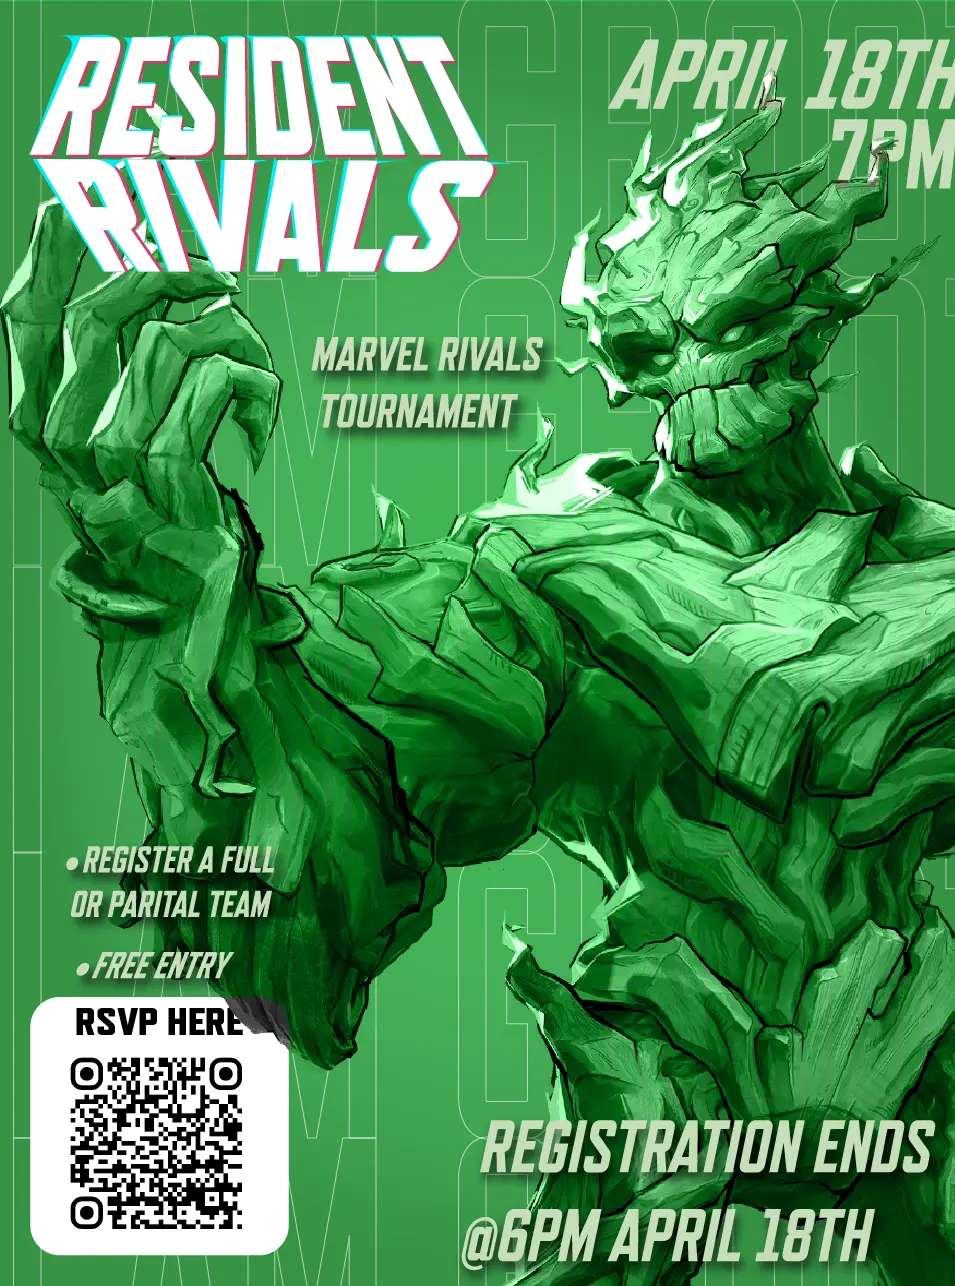 RESIDENT
RIVALS
APRIL 18TH
7PM
MARVEL RIVALS
TOURNAMENT
• REGISTER A FULL
OR PARITAL TEAM
• FREE ENTRY
RSVP HERE
REGISTRATION ENDS
@6PM APRIL 18TH